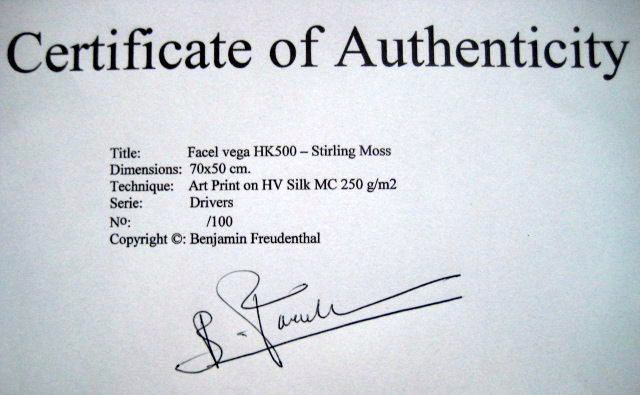 Certificate of Authenticity
Title: Facel vega HK500 – Stirling Moss
Dimensions: 70x50 cm.
Technique: Art Print on HV Silk MC 250 g/m2
Serie: Drivers
No: /100
Copyright ©: Benjamin Freudenthal